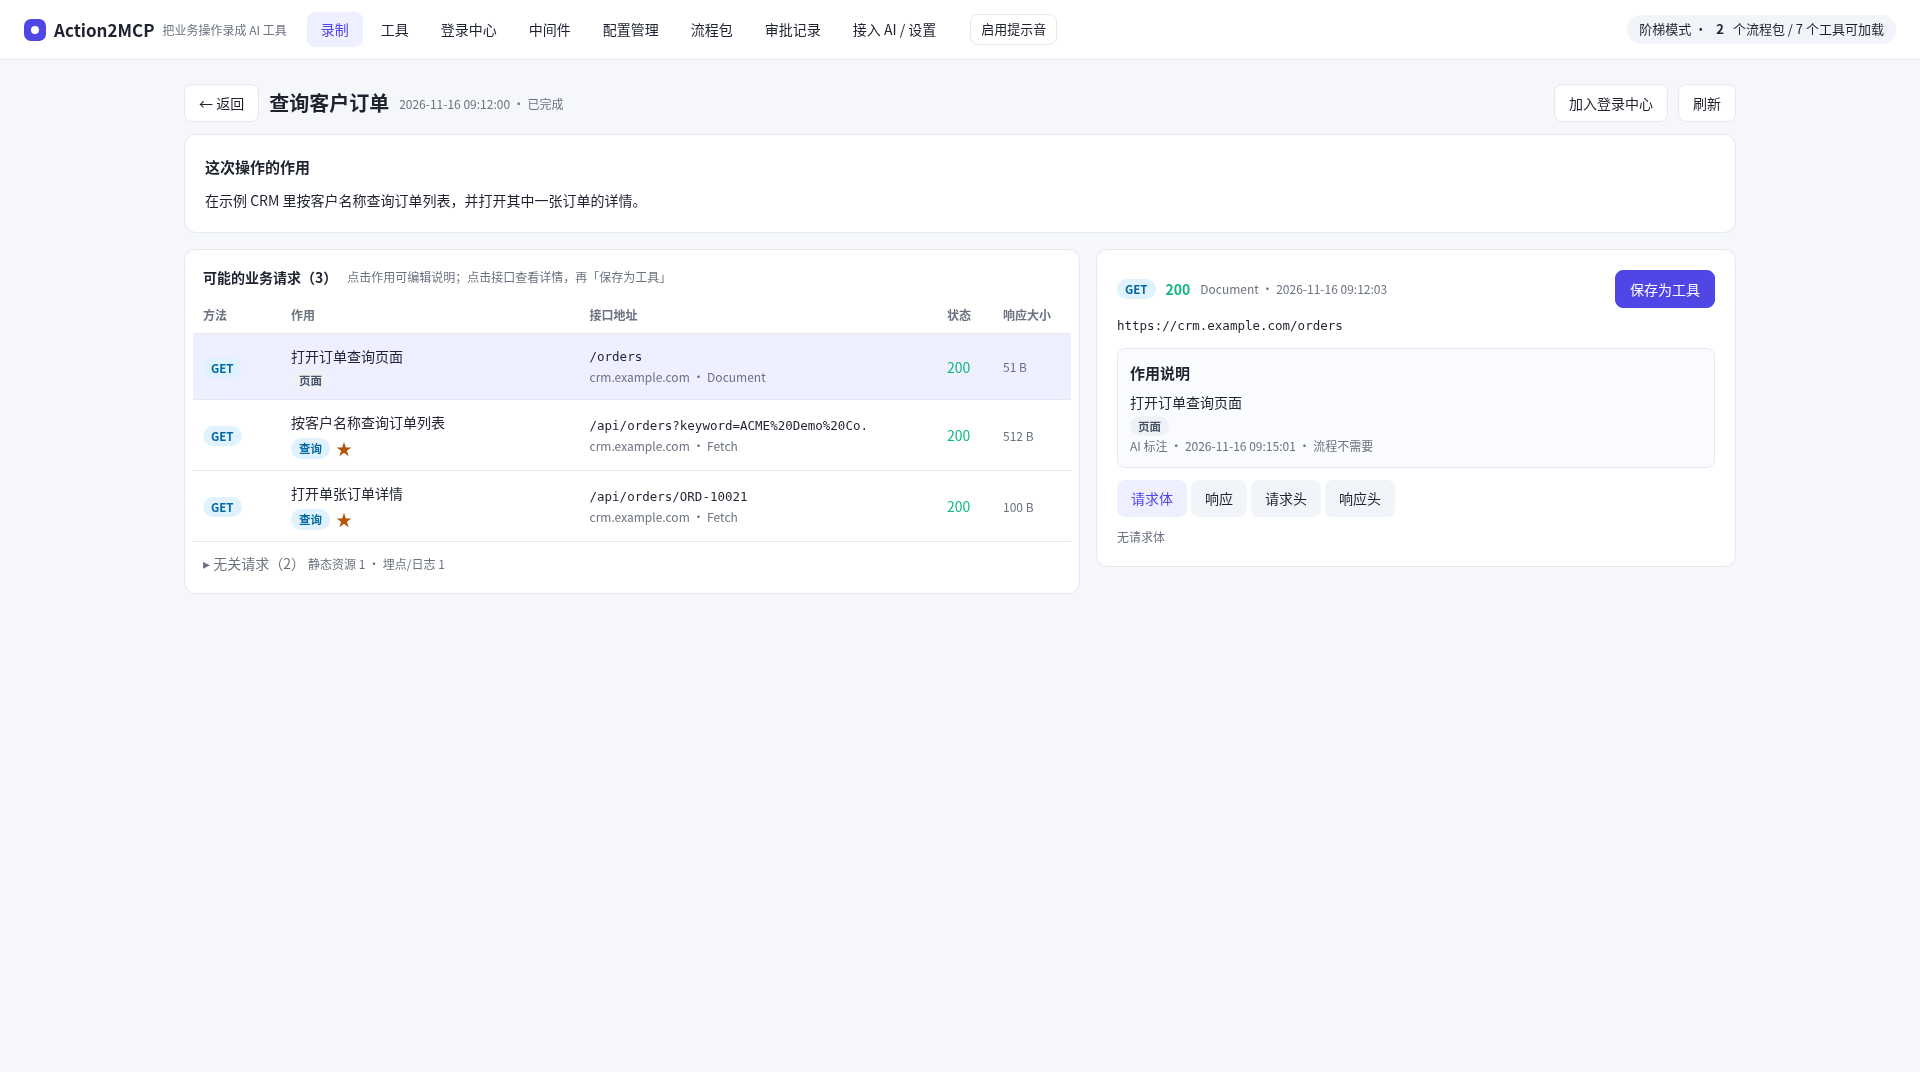 Action2MCP 把业务操作录成 AI 工具 录制 工具 登录中心 中间件 配置管理 流程包 审批记录 接入 AI / 设置 启用提示音 阶梯模式 · 2 个流程包 / 7 个工具可加载
← 返回 查询客户订单 2026-11-16 09:12:00 · 已完成 加入登录中心 刷新
这次操作的作用
在示例 CRM 里按客户名称查询订单列表，并打开其中一张订单的详情。
可能的业务请求（3） 点击作用可编辑说明；点击接口查看详情，再「保存为工具」
方法 作用 接口地址 状态 响应大小
GET 打开订单查询页面 /orders 200 51 B
页面 crm.example.com · Document
GET 按客户名称查询订单列表 /api/orders?keyword=ACME%20Demo%20Co. 200 512 B
查询 ★ crm.example.com · Fetch
GET 打开单张订单详情 /api/orders/ORD-10021 200 100 B
查询 ★ crm.example.com · Fetch
▸ 无关请求（2） 静态资源 1 · 埋点/日志 1
GET 200 Document · 2026-11-16 09:12:03 保存为工具
https://crm.example.com/orders
作用说明
打开订单查询页面
页面
AI 标注 · 2026-11-16 09:15:01 · 流程不需要
请求体 响应 请求头 响应头
无请求体